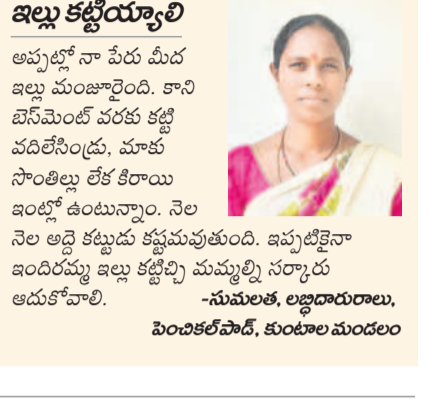 ఇల్లు కట్టియ్యాలి
అప్పట్లో నా పేరు మీద
ఇల్లు మంజూరైంది. కాని
బెస్‌మెంట్ వరకు కట్టి
వదిలేసిండ్రు, మాకు
సొంతిల్లు లేక కిరాయి
ఇంట్లో ఉంటున్నాం. నెల
నెల అద్దె కట్టుడు కష్టమవుతుంది. ఇప్పటికైనా
ఇందిరమ్మ ఇల్లు కట్టిచ్చి మమ్మల్ని సర్కారు
ఆదుకోవాలి. -సుమలత, లబ్ధిదారురాలు,
పెంచికల్‌పాడ్, కుంటాల మండలం